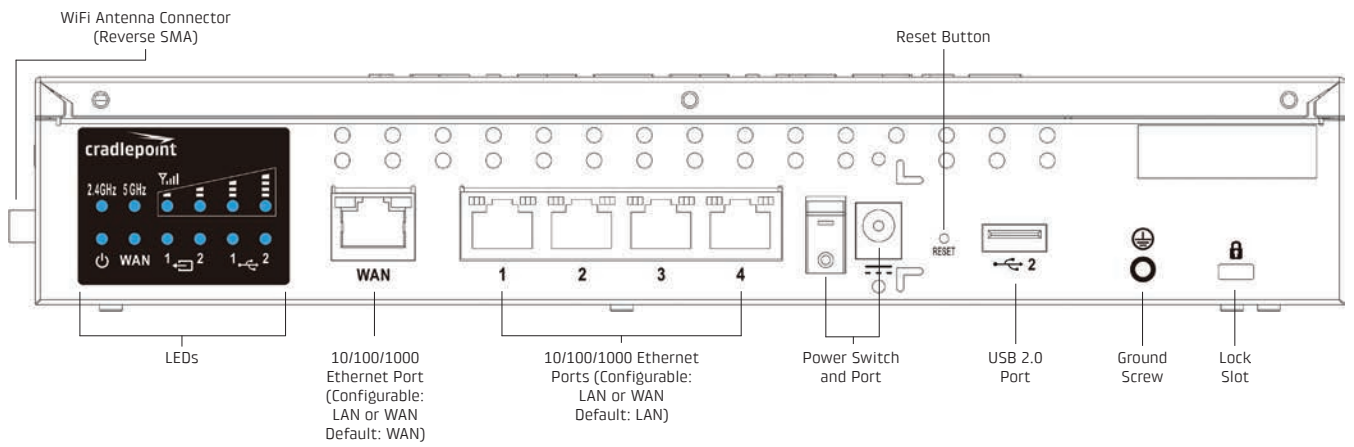 WiFi Antenna Connector
(Reverse SMA)
Reset Button
cradlepoint
2.4GHz 5 GHz
WAN 1 2 1 2
WAN
1 2 3 4
RESET
2
LEDs
10/100/1000
Ethernet Port
(Configurable:
LAN or WAN
Default: WAN)
10/100/1000 Ethernet
Ports (Configurable:
LAN or WAN
Default: LAN)
Power Switch
and Port
USB 2.0
Port
Ground
Screw
Lock
Slot